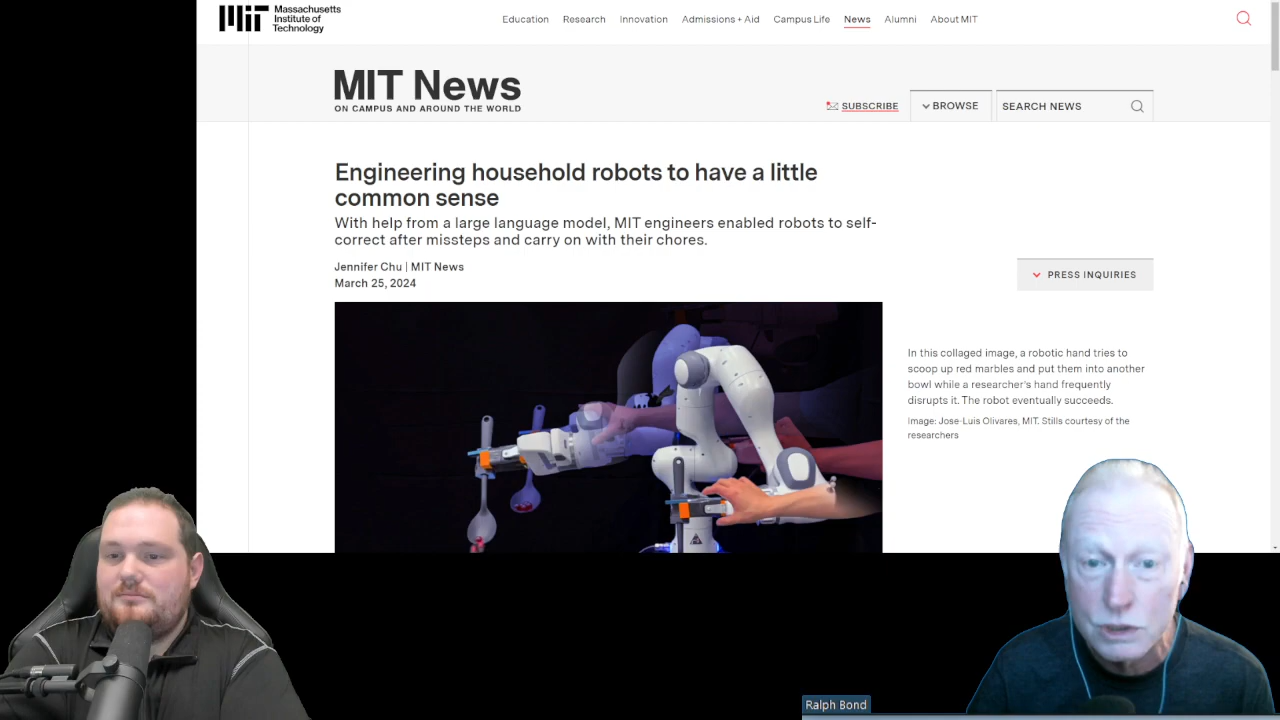 Massachusetts
Institute of
Technology
Education Research Innovation Admissions + Aid Campus Life News Alumni About MIT
MIT News
ON CAMPUS AND AROUND THE WORLD
SUBSCRIBE
BROWSE
SEARCH NEWS
Engineering household robots to have a little
common sense
With help from a large language model, MIT engineers enabled robots to self-
correct after missteps and carry on with their chores.
Jennifer Chu | MIT News
March 25, 2024
PRESS INQUIRIES
In this collaged image, a robotic hand tries to
scoop up red marbles and put them into another
bowl while a researcher's hand frequently
disrupts it. The robot eventually succeeds.
Image: Jose-Luis Olivares, MIT. Stills courtesy of the
researchers
Ralph Bond